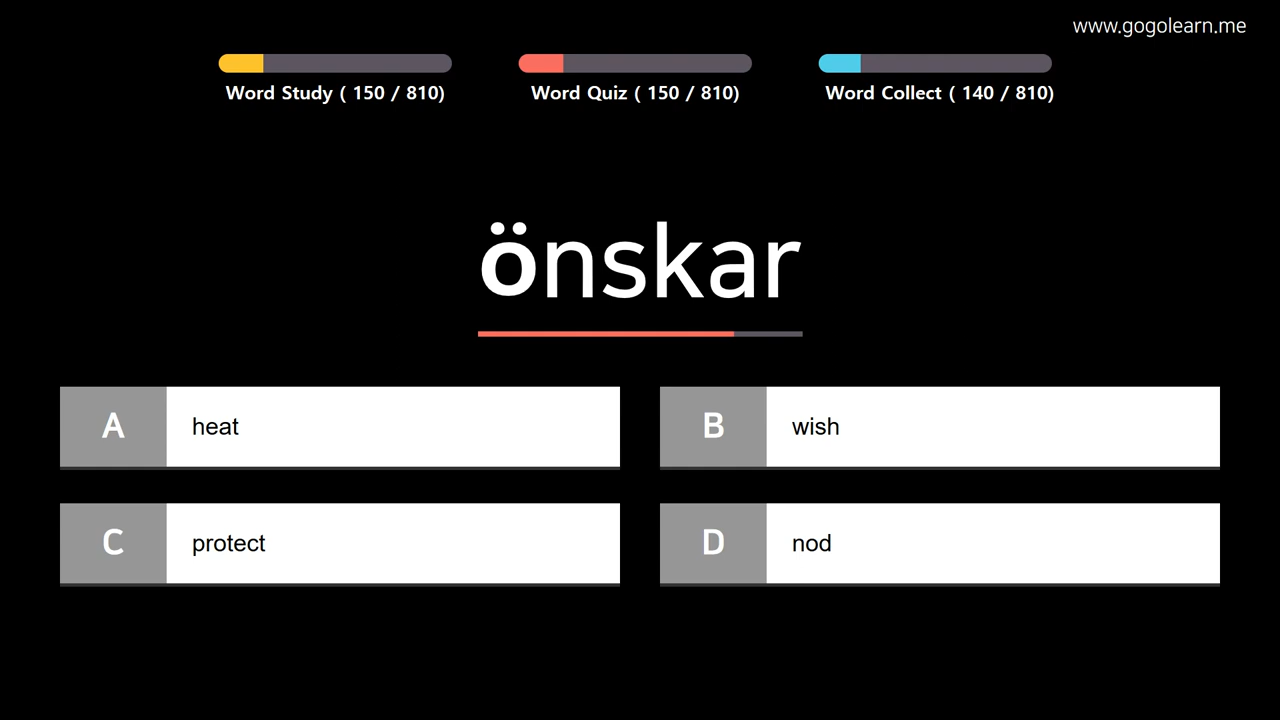 www.gogolearn.me
Word Study ( 150 / 810)
Word Quiz ( 150 / 810)
Word Collect ( 140 / 810)
önskar
A heat
B wish
C protect
D nod